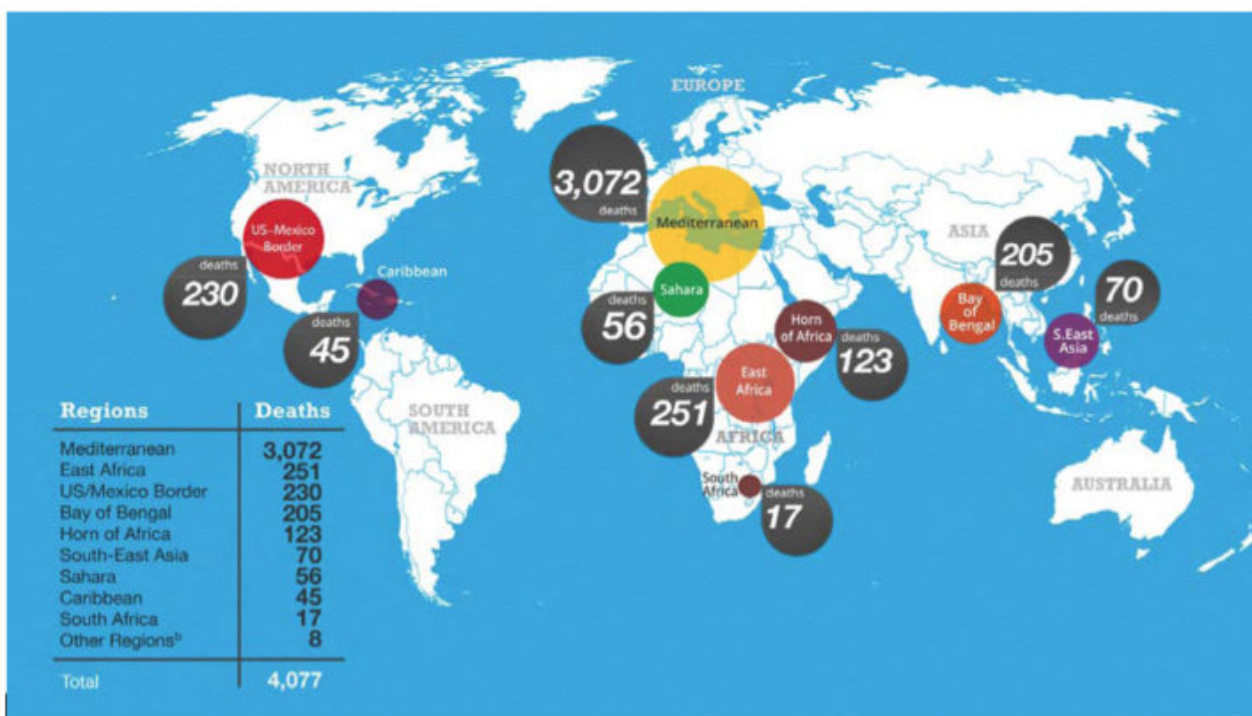 EUROPE
NORTH
AMERICA
3,072
deaths
Mediterranean
US–Mexico
Border
ASIA
205
deaths
deaths
230
Caribbean
Sahara
deaths
56
Horn
of Africa
Bay
of
Bengal
70
deaths
S.East
Asia
deaths
45
deaths
123
East
Africa
deaths
251
AFRICA
SOUTH
AMERICA
South
Africa
deaths
17
AUSTRALIA
Regions Deaths
Mediterranean 3,072
East Africa 251
US/Mexico Border 230
Bay of Bengal 205
Horn of Africa 123
South-East Asia 70
Sahara 56
Caribbean 45
South Africa 17
Other Regionsᵇ 8
Total 4,077